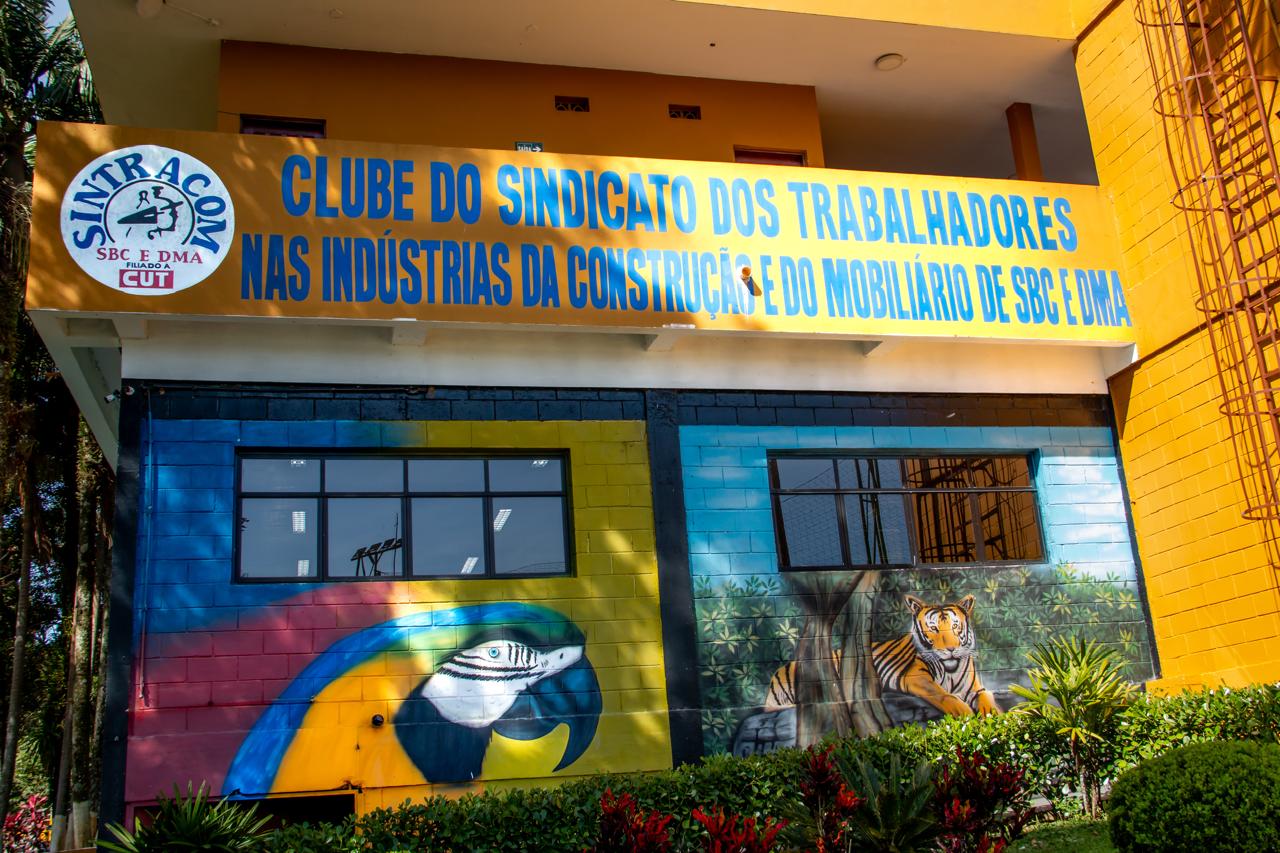 SINTRACOM
SBC E DMA
FILIADO A
CUT
CLUBE DO SINDICATO DOS TRABALHADORES
NAS INDÚSTRIAS DA CONSTRUÇÃO E DO MOBILIÁRIO DE SBC E DMA
SAÍDA